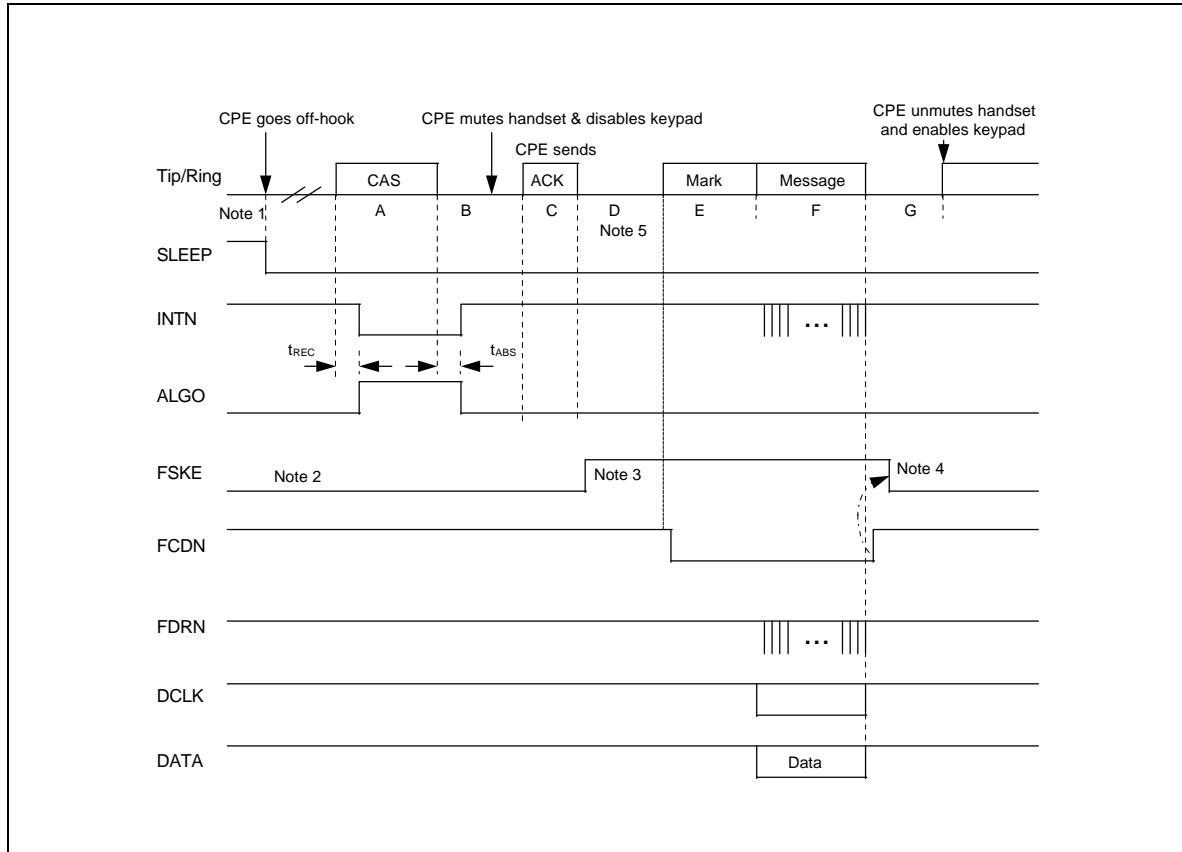 CPE goes off-hook
CPE mutes handset & disables keypad
CPE unmutes handset
and enables keypad
CPE sends
Tip/Ring
CAS
ACK
Mark
Message
Note 1
A
B
C
D
E
F
G
Note 5
SLEEP
INTN
...
tREC
tABS
ALGO
FSKE
Note 2
Note 3
Note 4
FCDN
FDRN
...
DCLK
DATA
Data